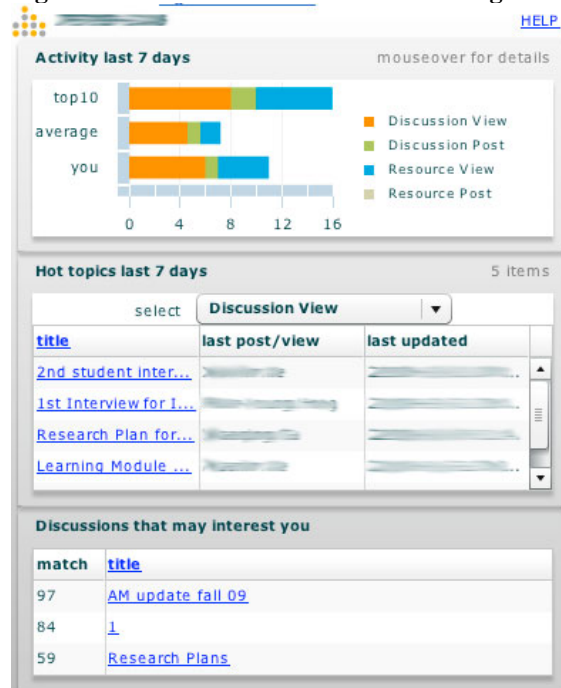 HELP
Activity last 7 days mouseover for details
top10
average
you
Discussion View
Discussion Post
Resource View
Resource Post
0 4 8 12 16
Hot topics last 7 days 5 items
select Discussion View
title last post/view last updated
2nd student inter...
1st Interview for I...
Research Plan for...
Learning Module ...
Discussions that may interest you
match title
97 AM update fall 09
84 1
59 Research Plans